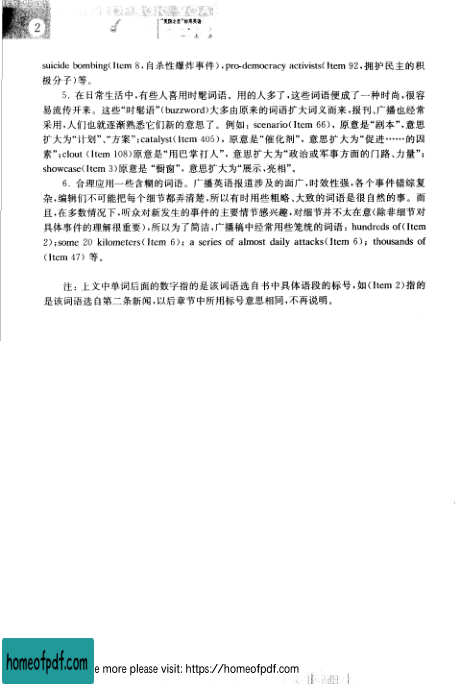 "美国之音"标准英语
2
suicide bombing(Item 8,自杀性爆炸事件),pro-democracy activists(Item 92,拥护民主的积
极分子)等。
5. 在日常生活中,有些人喜用时髦词语。用的人多了,这些词语便成了一种时尚,很容
易流传开来。这些"时髦语"(buzzword)大多由原来的词语扩大词义而来,报刊、广播也经常
采用,人们也就逐渐熟悉它们新的意思了。例如:scenario(Item 66),原意是"剧本",意思
扩大为"计划"、"方案";catalyst(Item 405),原意是"催化剂",意思扩大为"促进……的因
素";clout (Item 108)原意是"用巴掌打人",意思扩大为"政治或军事方面的门路、力量";
showcase(Item 3)原意是 "橱窗",意思扩大为"展示,亮相"。
6. 合理应用一些含糊的词语。广播英语报道涉及的面广,时效性强,各个事件错综复
杂,编辑们不可能把每个细节都弄清楚,所以有时用些粗略、大致的词语是很自然的事。而
且,在多数情况下,听众对新发生的事件的主要情节感兴趣,对细节并不太在意(除非细节对
具体事件的理解很重要),所以为了简洁,广播稿中经常用些笼统的词语:hundreds of(Item
2);some 20 kilometers(Item 6); a series of almost daily attacks(Item 6); thousands of
(Item 47) 等。
注:上文中单词后面的数字指的是该词语选自书中具体语段的标号,如(Item 2)指的
是该词语选自第二条新闻,以后章节中所用标号意思相同,不再说明。
homeofpdf.com
e more please visit: https://homeofpdf.com